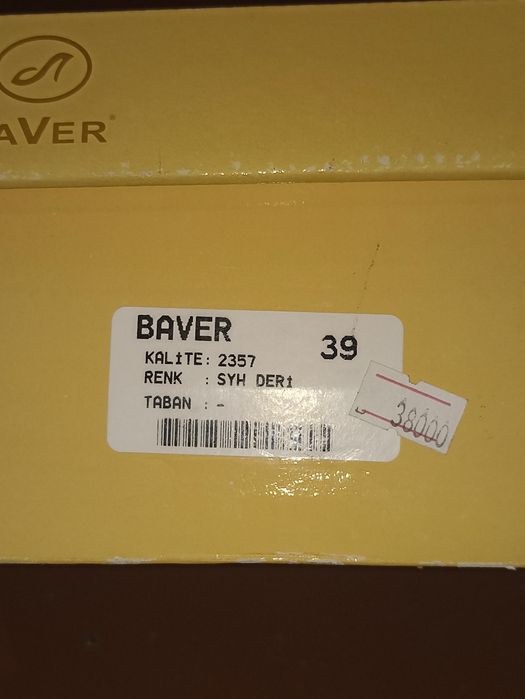 AVER
BAVER
39
KALİTE: 2357
RENK : SYH DERİ
TABAN : -
38000